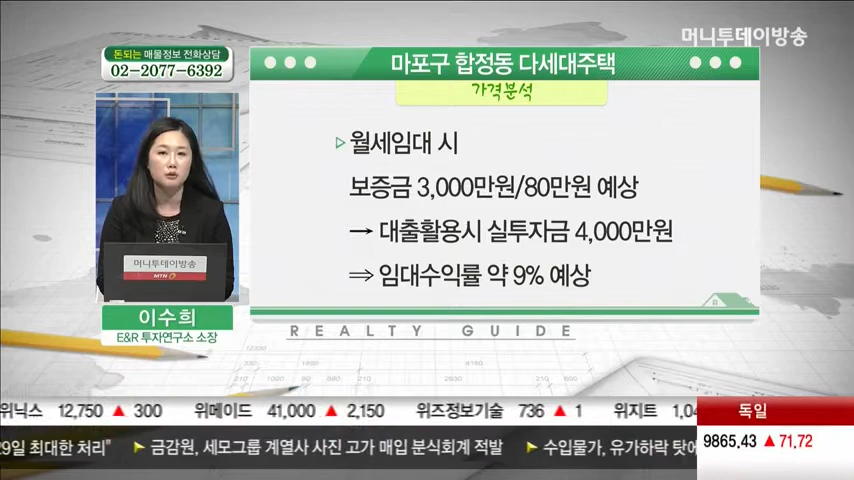 머니투데이방송
돈되는 매물정보 전화상담
02-2077-6392
마포구 합정동 다세대주택
가격분석
▷월세임대 시
보증금 3,000만원/80만원 예상
→ 대출활용시 실투자금 4,000만원
⇒ 임대수익률 약 9% 예상
머니투데이방송
MTN
이수희
E&R 투자연구소 소장
REALTY GUIDE
위닉스 12,750 ▲ 300 위메이드 41,000 ▲ 2,150 위즈정보기술 736 ▲ 1 위지트 1,04
독일
9865.43 ▲71.72
29일 최대한 처리" ▶ 금감원, 세모그룹 계열사 사진 고가 매입 분식회계 적발 ▶ 수입물가, 유가하락 탓에